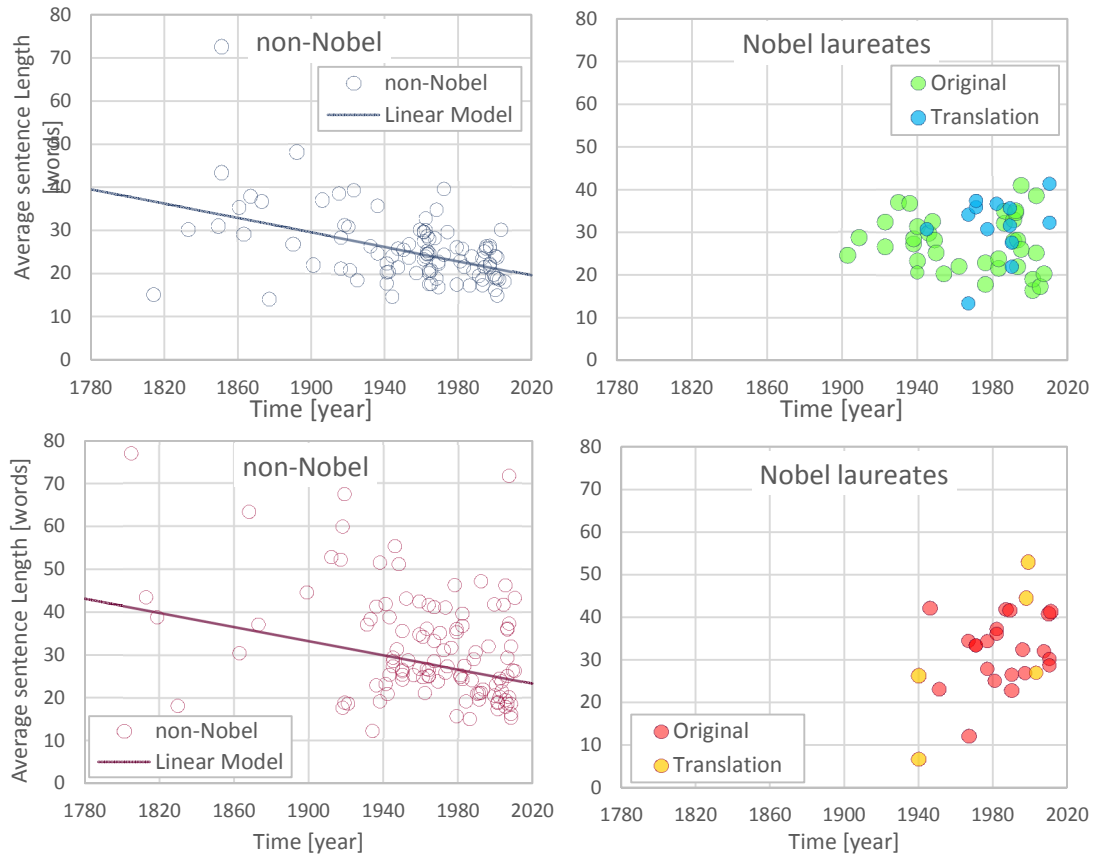 80
70
60
50
40
30
20
10
0
Average sentence Length
[words]
non-Nobel
non-Nobel
Linear Model
1780 1820 1860 1900 1940 1980 2020
Time [year]
80
70
60
50
40
30
20
10
0
Nobel laureates
Original
Translation
1780 1820 1860 1900 1940 1980 2020
Time [year]
80
70
60
50
40
30
20
10
0
Average sentence Length [words]
non-Nobel
non-Nobel
Linear Model
1780 1820 1860 1900 1940 1980 2020
Time [year]
80
70
60
50
40
30
20
10
0
Nobel laureates
Original
Translation
1780 1820 1860 1900 1940 1980 2020
Time [year]